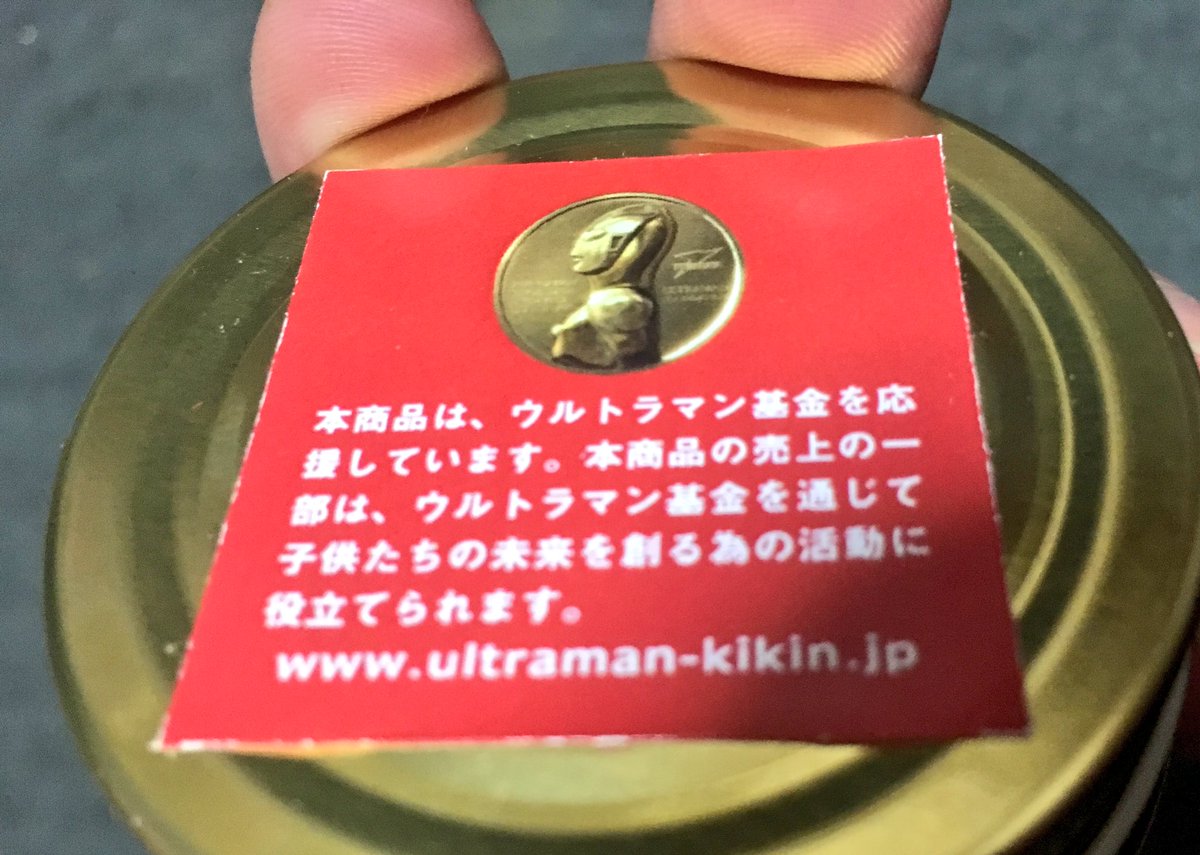 本商品は、ウルトラマン基金を応
援しています。本商品の売上の一
部は、ウルトラマン基金を通じて
子供たちの未来を創る為の活動に
役立てられます。
www.ultraman-kikin.jp